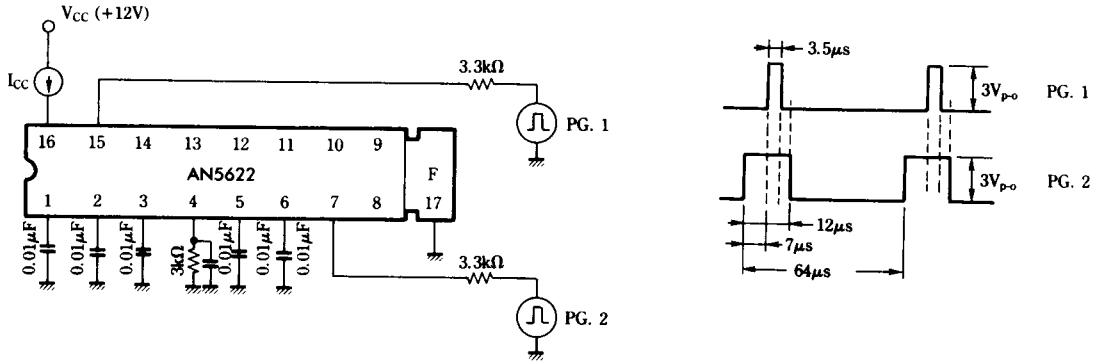 V_CC (+12V)
I_CC
3.3kΩ
PG. 1
16 15 14 13 12 11 10 9
AN5622
F
1 2 3 4 5 6 7 8 17
0.01μF
0.01μF
0.01μF
3kΩ
0.01μF
0.01μF
3.3kΩ
PG. 2
3.5μs
3V_p-o
PG. 1
3V_p-o
PG. 2
12μs
7μs
64μs